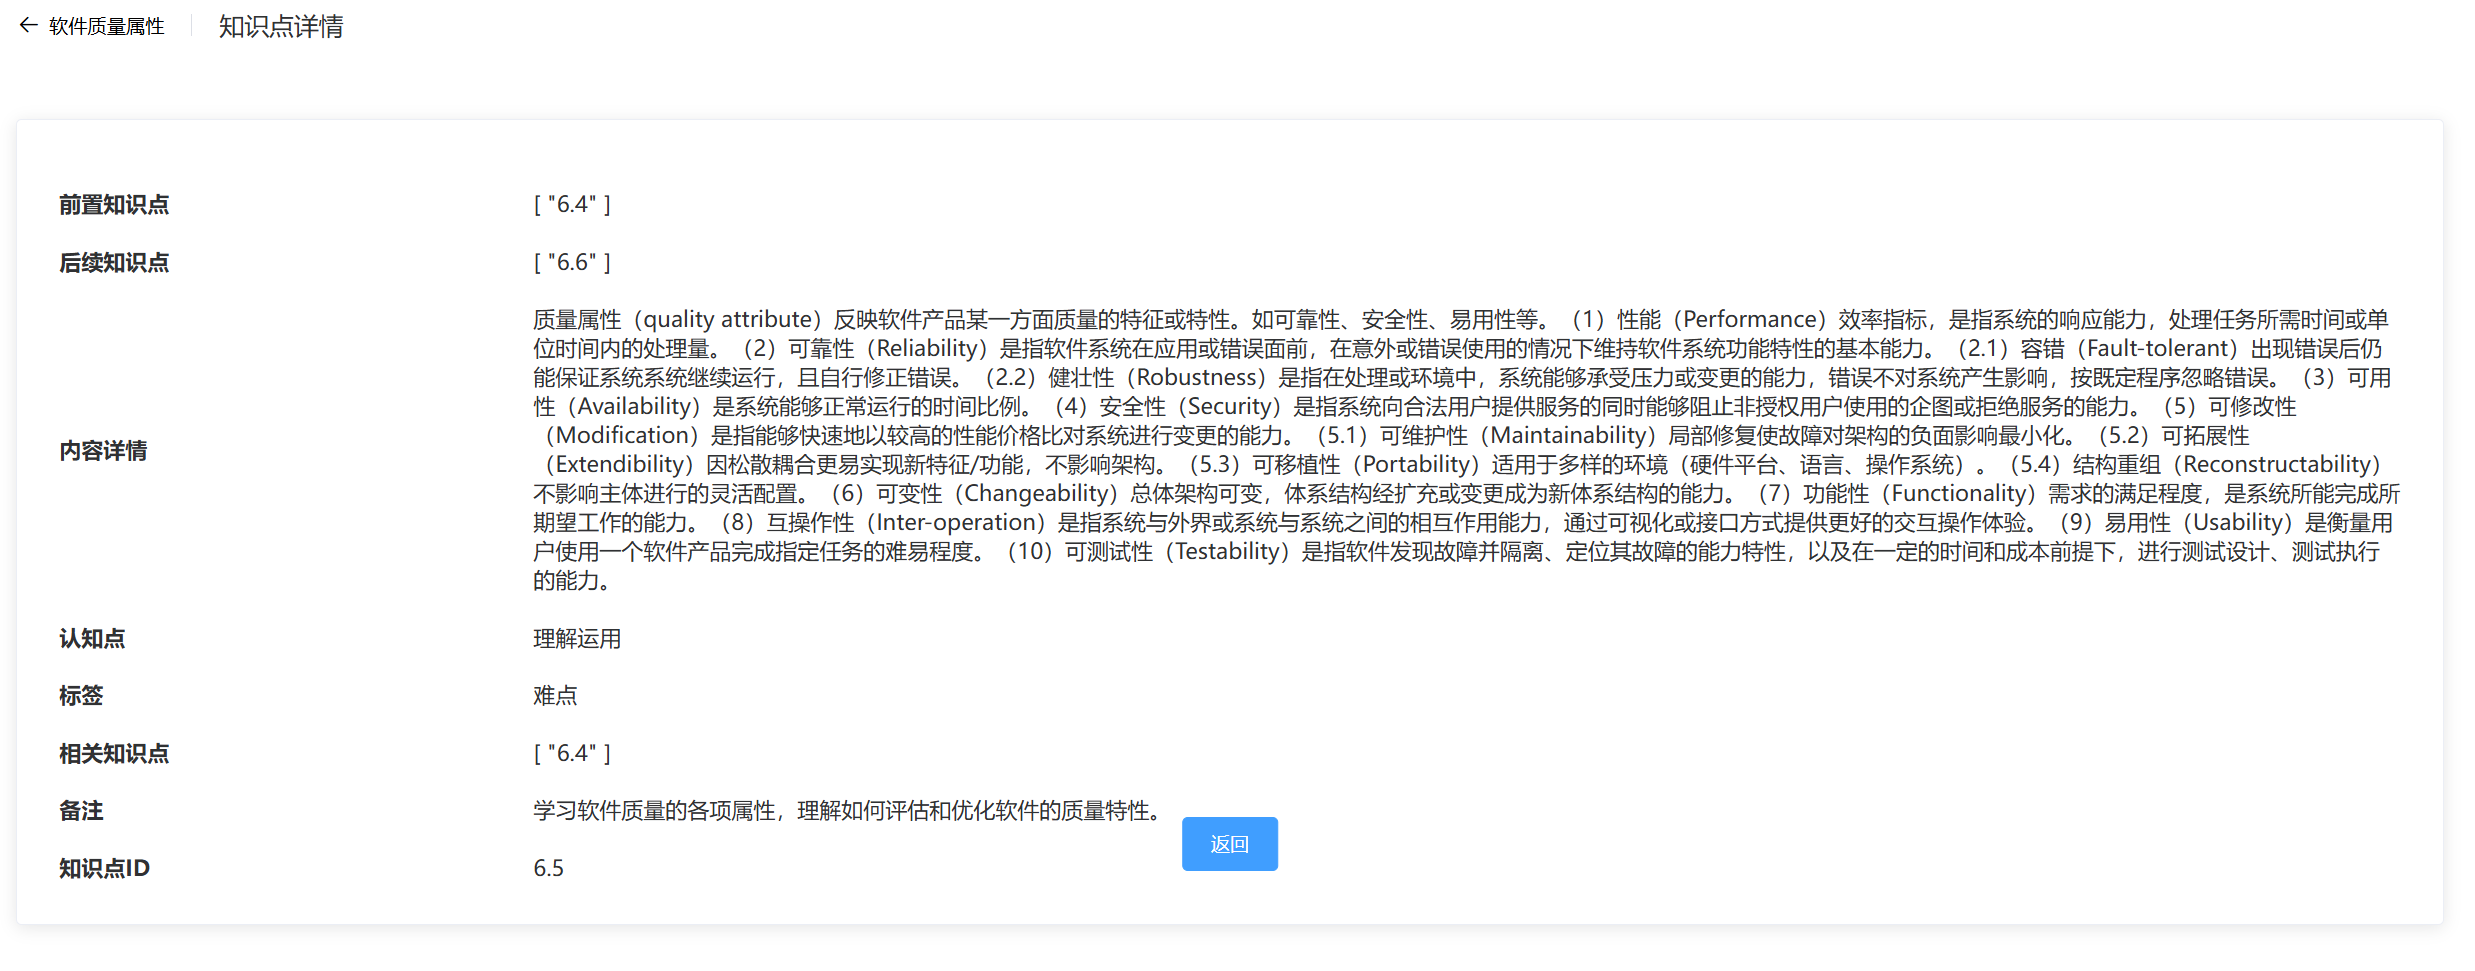 软件质量属性 知识点详情
前置知识点 [ "6.4" ]
后续知识点 [ "6.6" ]
内容详情
质量属性（quality attribute）反映软件产品某一方面质量的特征或特性。如可靠性、安全性、易用性等。（1）性能（Performance）效率指标，是指系统的响应能力，处理任务所需时间或单
位时间内的处理量。（2）可靠性（Reliability）是指软件系统在应用或错误面前，在意外或错误使用的情况下维持软件系统功能特性的基本能力。（2.1）容错（Fault-tolerant）出现错误后仍
能保证系统系统继续运行，且自行修正错误。（2.2）健壮性（Robustness）是指在处理或环境中，系统能够承受压力或变更的能力，错误不对系统产生影响，按既定程序忽略错误。（3）可用
性（Availability）是系统能够正常运行的时间比例。（4）安全性（Security）是指系统向合法用户提供服务的同时能够阻止非授权用户使用的企图或拒绝服务的能力。（5）可修改性
（Modification）是指能够快速地以较高的性能价格比对系统进行变更的能力。（5.1）可维护性（Maintainability）局部修复使故障对架构的负面影响最小化。（5.2）可拓展性
（Extendibility）因松散耦合更易实现新特征/功能，不影响架构。（5.3）可移植性（Portability）适用于多样的环境（硬件平台、语言、操作系统）。（5.4）结构重组（Reconstructability）
不影响主体进行的灵活配置。（6）可变性（Changeability）总体架构可变，体系结构经扩充或变更成为新体系结构的能力。（7）功能性（Functionality）需求的满足程度，是系统所能完成所
期望工作的能力。（8）互操作性（Inter-operation）是指系统与外界或系统与系统之间的相互作用能力，通过可视化或接口方式提供更好的交互操作体验。（9）易用性（Usability）是衡量用
户使用一个软件产品完成指定任务的难易程度。（10）可测试性（Testability）是指软件发现故障并隔离、定位其故障的能力特性，以及在一定的时间和成本前提下，进行测试设计、测试执行
的能力。
认知点 理解运用
标签 难点
相关知识点 [ "6.4" ]
备注 学习软件质量的各项属性，理解如何评估和优化软件的质量特性。
返回
知识点ID 6.5